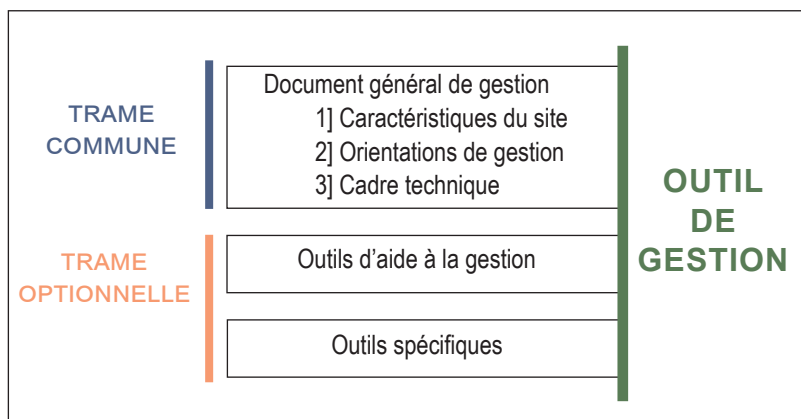 TRAME
COMMUNE
Document général de gestion
1] Caractéristiques du site
2] Orientations de gestion
3] Cadre technique
TRAME
OPTIONNELLE
Outils d'aide à la gestion
Outils spécifiques
OUTIL
DE
GESTION